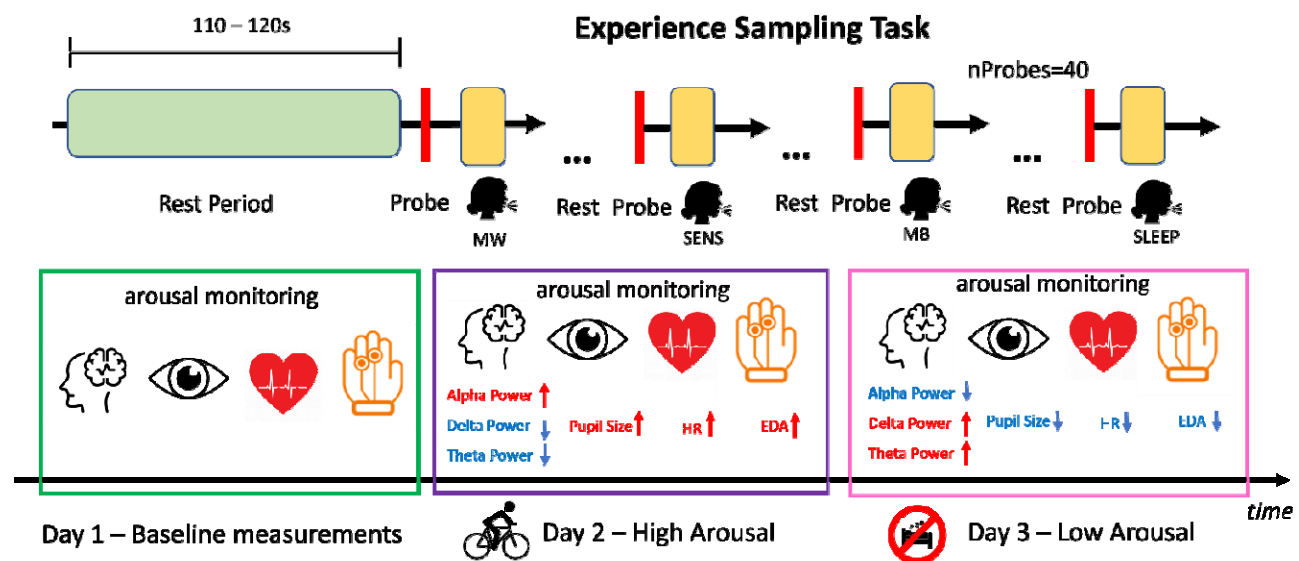 110 – 120s
Experience Sampling Task
nProbes=40
... ... ...
Rest Period Probe Rest Probe Rest Probe Rest Probe
MW SENS MB SLEEP
arousal monitoring
Alpha Power
Delta Power Pupil Size HR EDA
Theta Power
arousal monitoring
arousal monitoring
Alpha Power
Delta Power Pupil Size HR EDA
Theta Power
time
Day 1 – Baseline measurements
Day 2 – High Arousal
Day 3 – Low Arousal